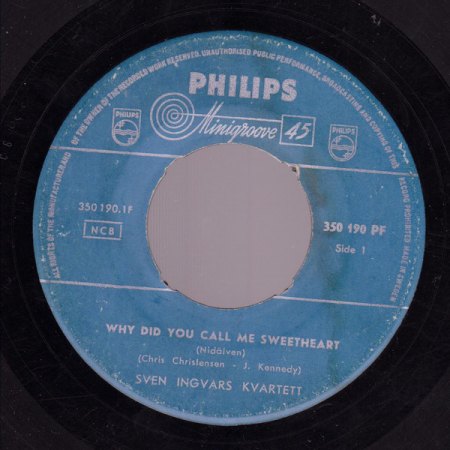 ALL RIGHTS OF THE MANUFACTURER AND OF THE OWNER OF THE RECORDED WORK RESERVED. UNAUTHORISED PUBLIC PERFORMANCE, BROADCASTING AND COPYING OF THIS RECORD PROHIBITED MADE IN SWEDEN
PHILIPS
PHILIPS
Minigroove 45
PHILIPS
350 190.1F
NCB
350 190 PF
Side 1
WHY DID YOU CALL ME SWEETHEART
(Nidälven)
(Chris Christensen - J. Kennedy)
SVEN INGVARS KVARTETT